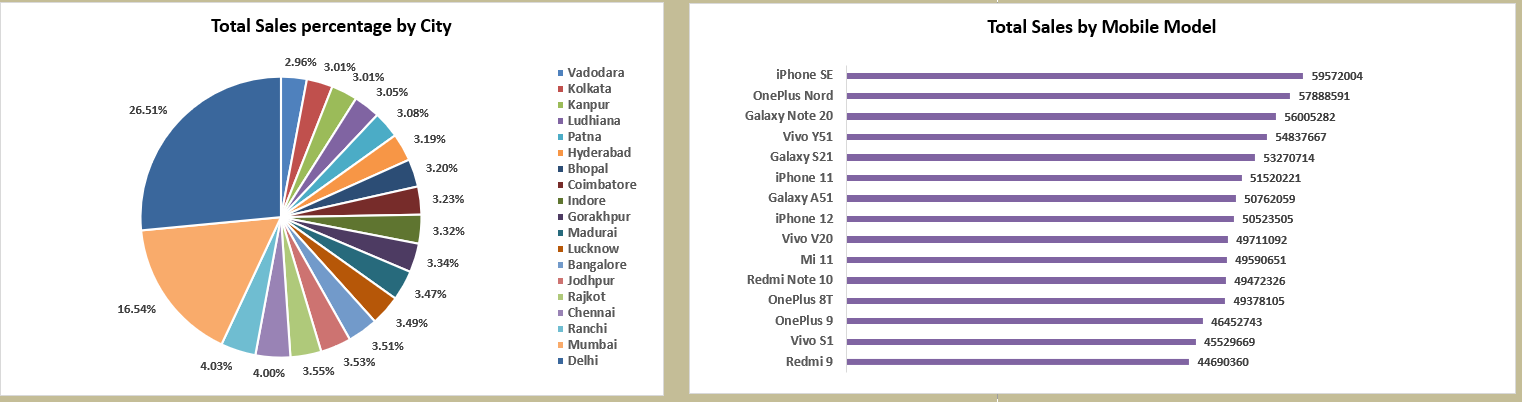 Total Sales percentage by City
2.96%
3.01%
3.01%
3.05%
3.08%
3.19%
3.20%
3.23%
3.32%
3.34%
3.47%
3.49%
3.51%
3.53%
3.55%
4.00%
4.03%
16.54%
26.51%
Vadodara
Kolkata
Kanpur
Ludhiana
Patna
Hyderabad
Bhopal
Coimbatore
Indore
Gorakhpur
Madurai
Lucknow
Bangalore
Jodhpur
Rajkot
Chennai
Ranchi
Mumbai
Delhi
Total Sales by Mobile Model
iPhone SE 59572004
OnePlus Nord 57888591
Galaxy Note 20 56005282
Vivo Y51 54837667
Galaxy S21 53270714
iPhone 11 51520221
Galaxy A51 50762059
iPhone 12 50523505
Vivo V20 49711092
Mi 11 49590651
Redmi Note 10 49472326
OnePlus 8T 49378105
OnePlus 9 46452743
Vivo S1 45529669
Redmi 9 44690360